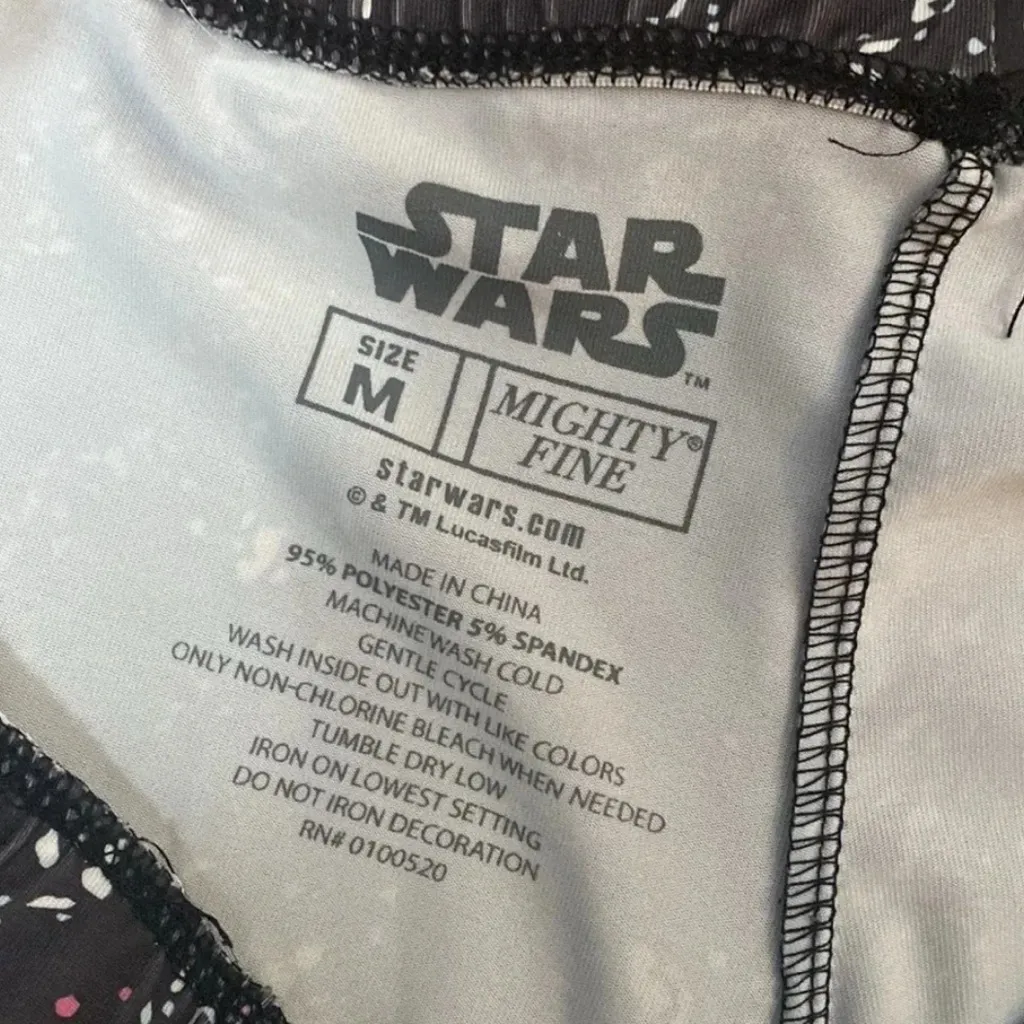 STAR
WARS
TM
SIZE
M
MIGHTY®
FINE
starwars.com
© & TM Lucasfilm Ltd.
MADE IN CHINA
95% POLYESTER 5% SPANDEX
MACHINE WASH COLD
GENTLE CYCLE
WASH INSIDE OUT WITH LIKE COLORS
ONLY NON-CHLORINE BLEACH WHEN NEEDED
TUMBLE DRY LOW
IRON ON LOWEST SETTING
DO NOT IRON DECORATION
RN# 0100520